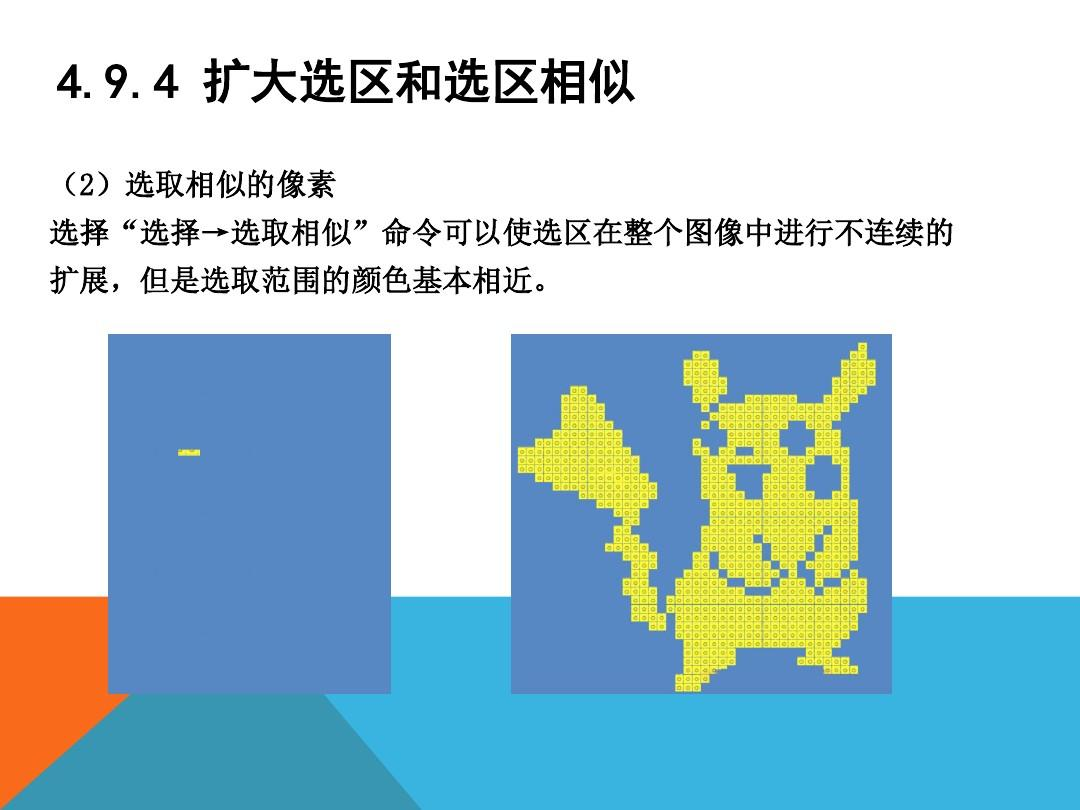 4.9.4 扩大选区和选区相似
（2）选取相似的像素
选择“选择→选取相似”命令可以使选区在整个图像中进行不连续的
扩展，但是选取范围的颜色基本相近。